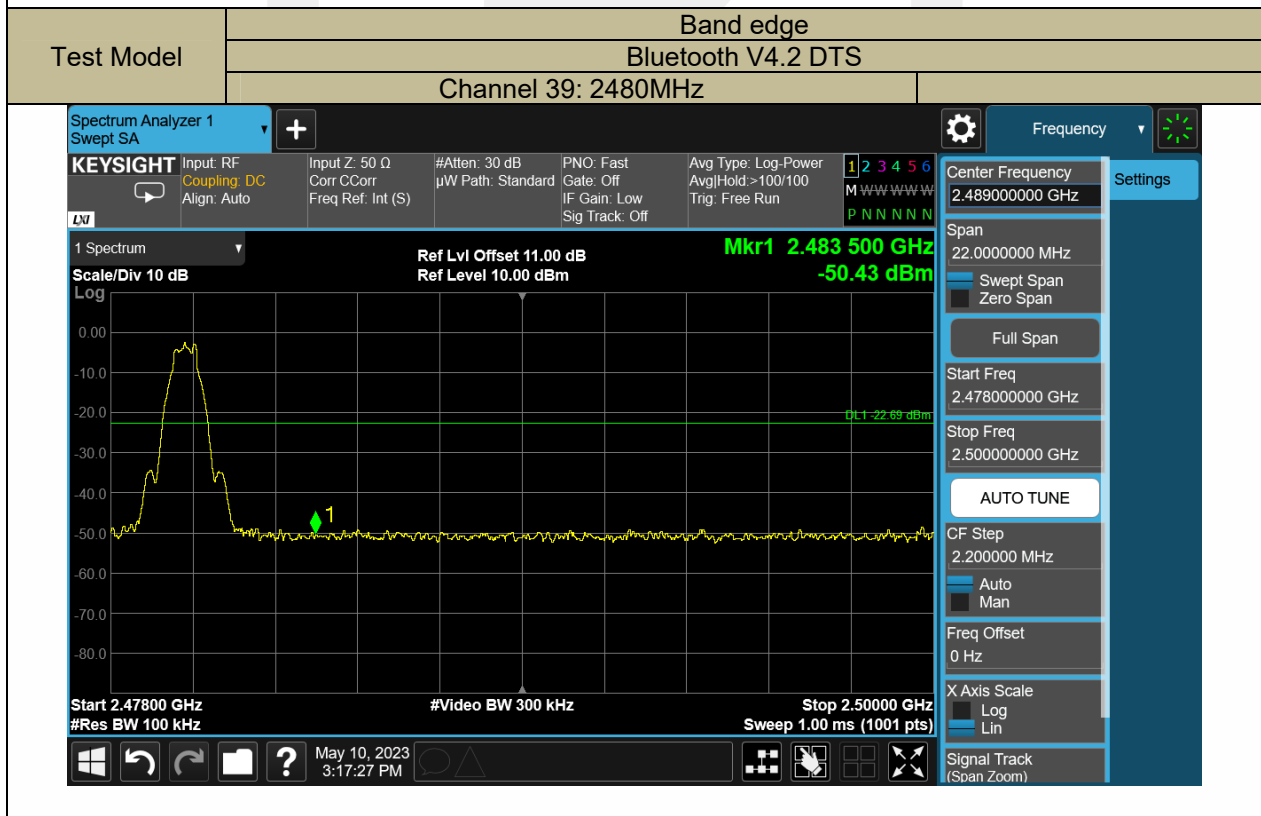 Test Model
Band edge
Bluetooth V4.2 DTS
Channel 39: 2480MHz
Spectrum Analyzer 1
Swept SA
Frequency
KEYSIGHT
LXI
Input: RF
Coupling: DC
Align: Auto
Input Z: 50 Ω
Corr CCorr
Freq Ref: Int (S)
#Atten: 30 dB
µW Path: Standard
PNO: Fast
Gate: Off
IF Gain: Low
Sig Track: Off
Avg Type: Log-Power
Avg|Hold:>100/100
Trig: Free Run
1 2 3 4 5 6
M W W W W W
P N N N N N
1 Spectrum
Scale/Div 10 dB
Log
Ref Lvl Offset 11.00 dB
Ref Level 10.00 dBm
Mkr1 2.483 500 GHz
-50.43 dBm
0.00
-10.0
-20.0
-30.0
-40.0
-50.0
-60.0
-70.0
-80.0
DL1 -22.69 dBm
1
Start 2.47800 GHz
#Res BW 100 kHz
#Video BW 300 kHz
Stop 2.50000 GHz
Sweep 1.00 ms (1001 pts)
?
May 10, 2023
3:17:27 PM
Center Frequency
2.489000000 GHz
Settings
Span
22.0000000 MHz
Swept Span
Zero Span
Full Span
Start Freq
2.478000000 GHz
Stop Freq
2.500000000 GHz
AUTO TUNE
CF Step
2.200000 MHz
Auto
Man
Freq Offset
0 Hz
X Axis Scale
Log
Lin
Signal Track
(Span Zoom)